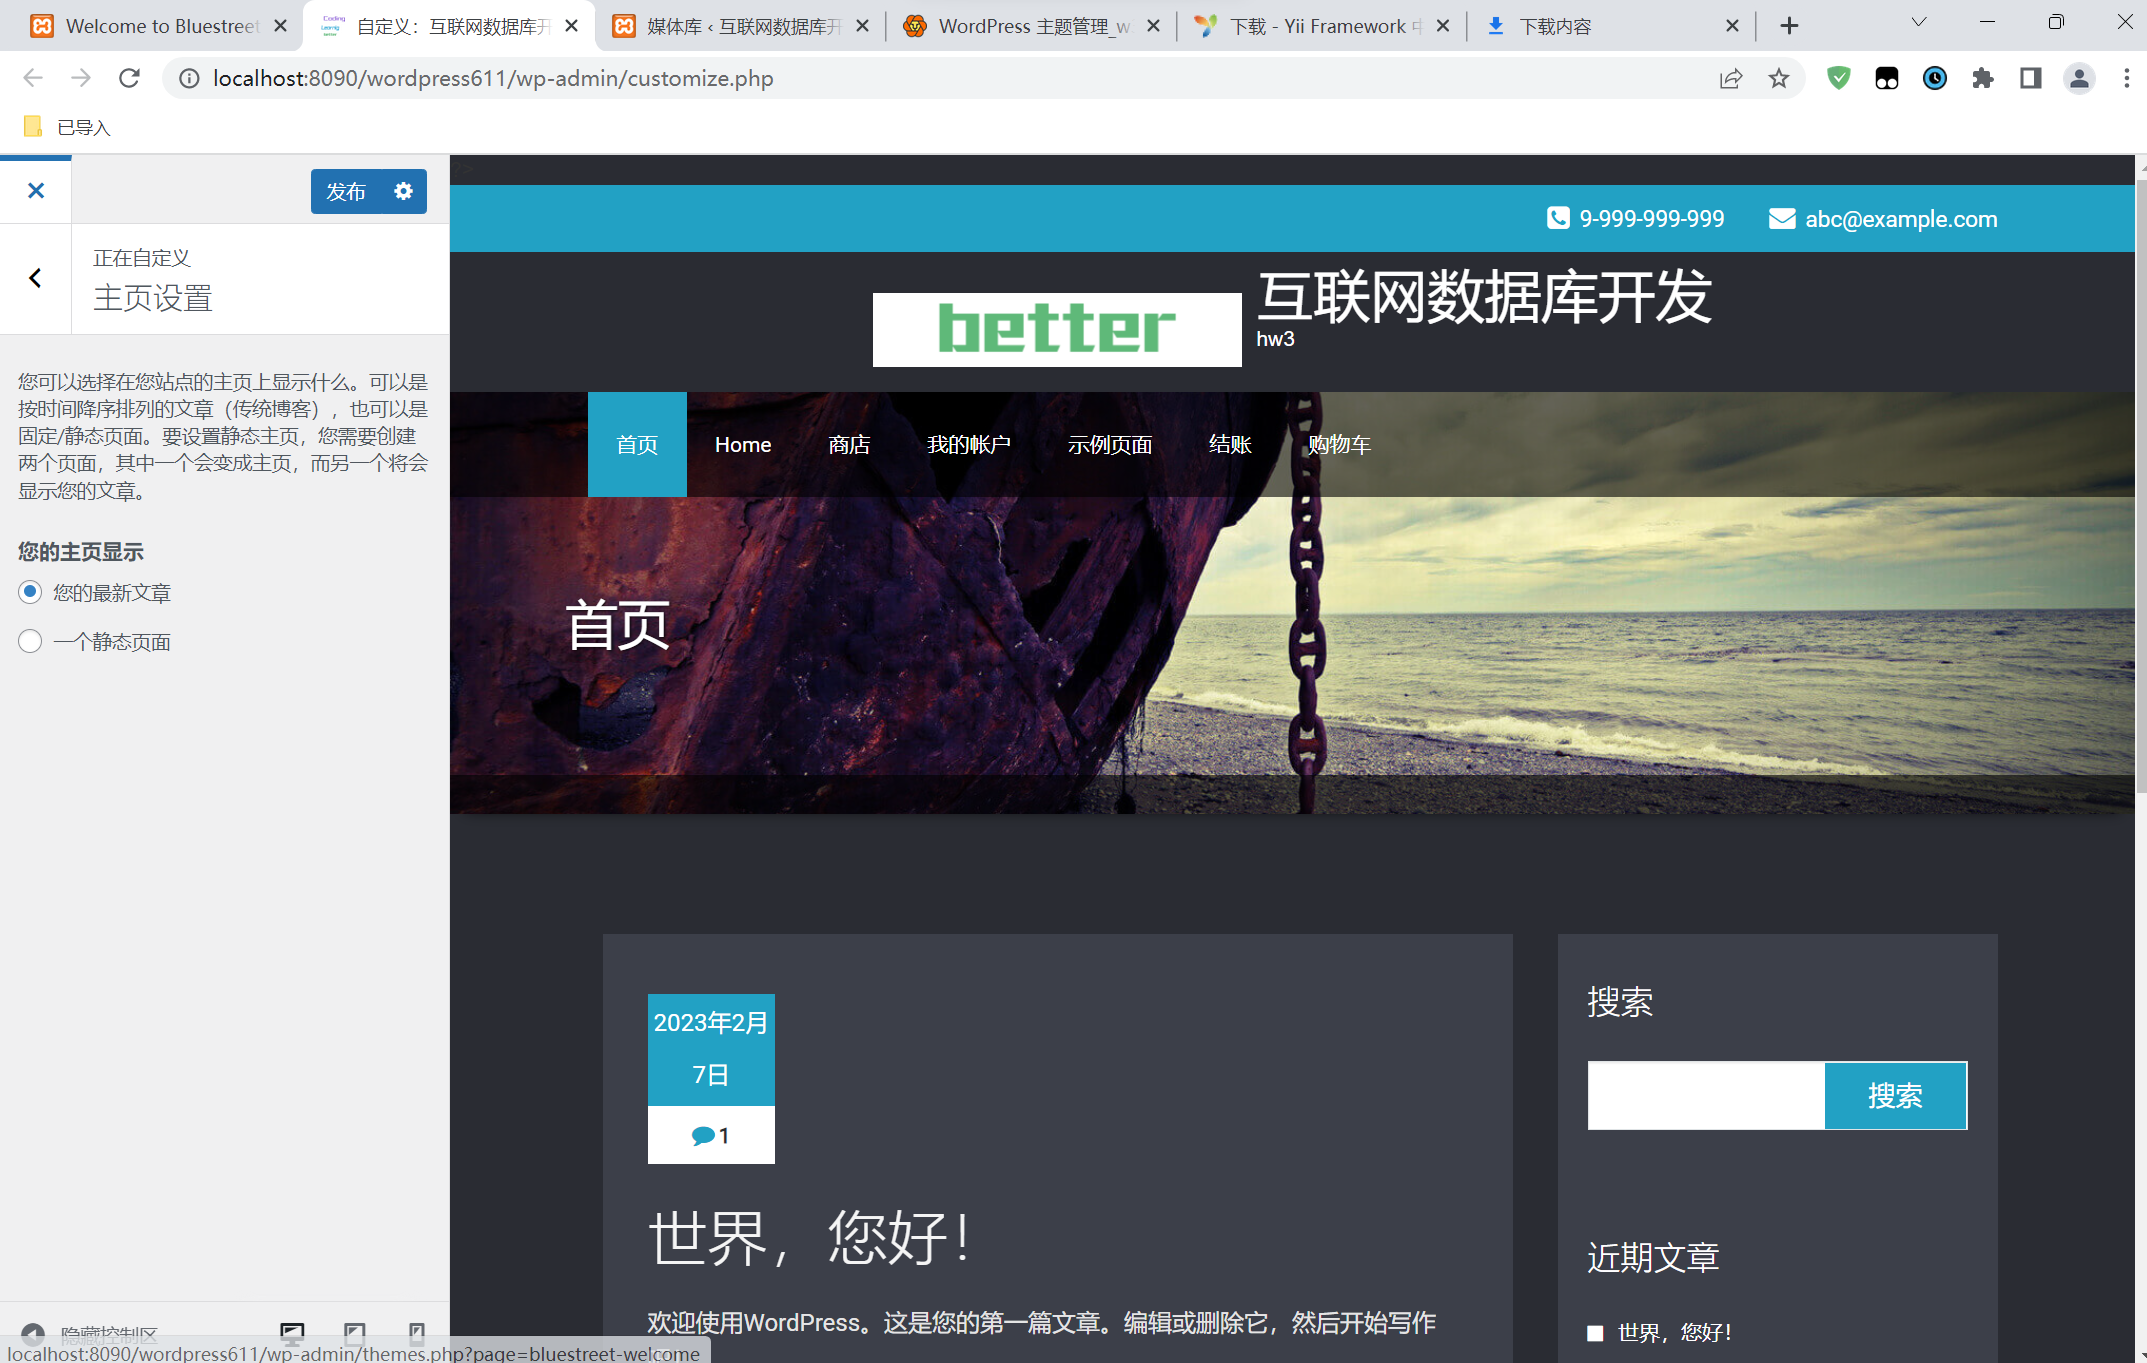 Welcome to Bluestreet
自定义：互联网数据库开
媒体库 ‹ 互联网数据库开
WordPress 主题管理_w
下载 - Yii Framework 中
下载内容
localhost:8090/wordpress611/wp-admin/customize.php
已导入
发布
正在自定义
主页设置
您可以选择在您站点的主页上显示什么。可以是
按时间降序排列的文章（传统博客），也可以是
固定/静态页面。要设置静态主页，您需要创建
两个页面，其中一个会变成主页，而另一个将会
显示您的文章。
您的主页显示
您的最新文章
一个静态页面
隐藏控制区
localhost:8090/wordpress611/wp-admin/themes.php?page=bluestreet-welcome
9-999-999-999
abc@example.com
better
互联网数据库开发
hw3
首页
Home
商店
我的帐户
示例页面
结账
购物车
首页
2023年2月
7日
1
世界，您好！
欢迎使用WordPress。这是您的第一篇文章。编辑或删除它，然后开始写作
搜索
搜索
近期文章
世界，您好！